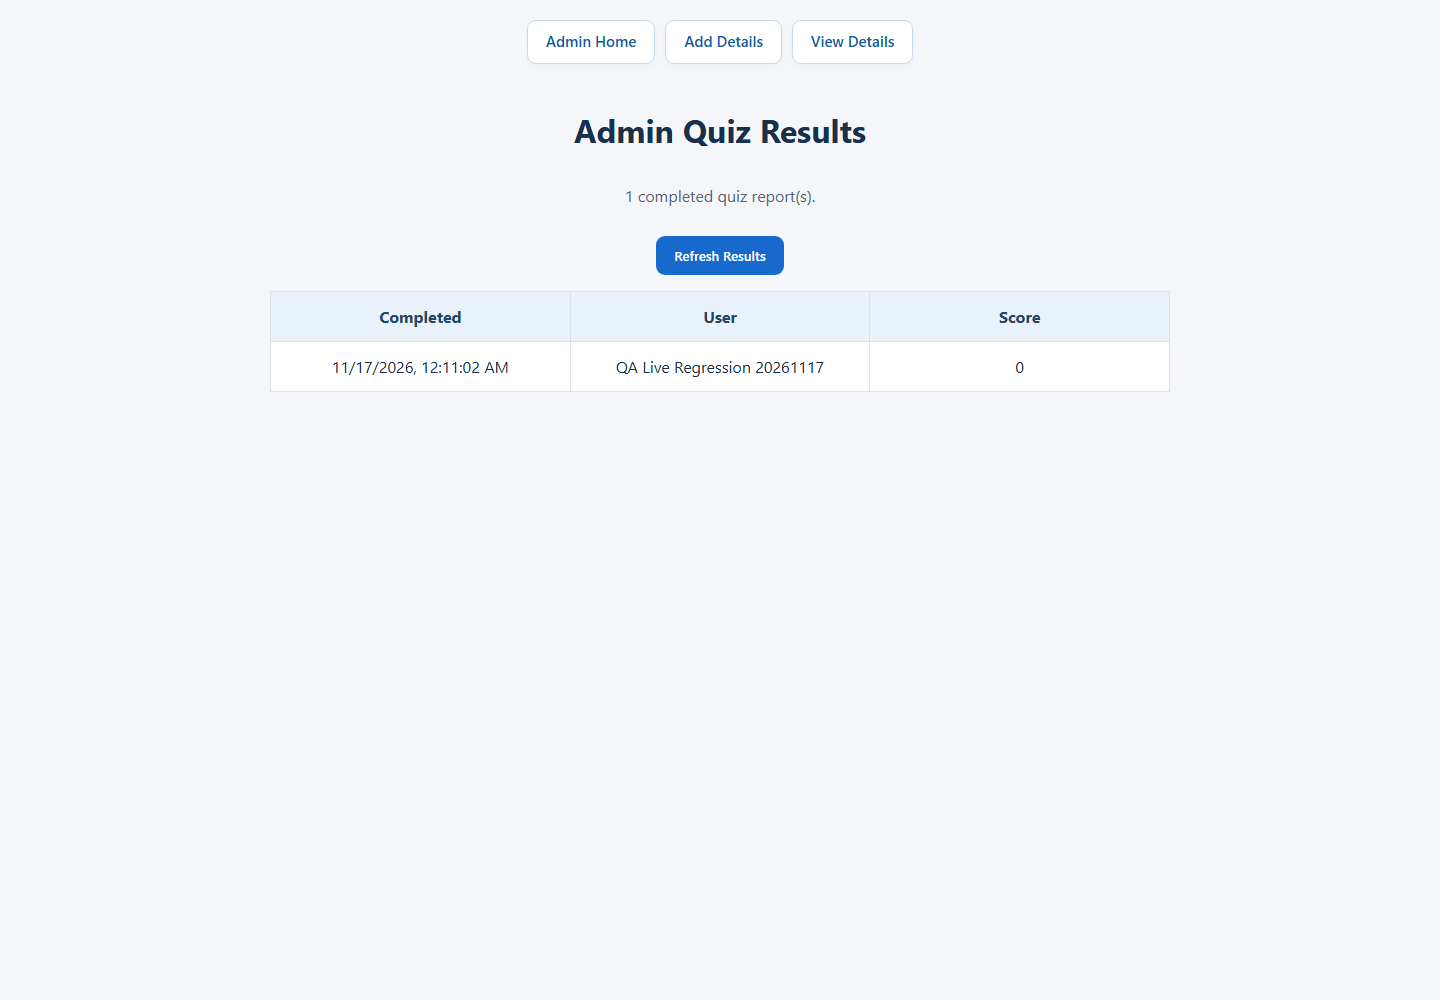 Admin Home Add Details View Details
Admin Quiz Results
1 completed quiz report(s).
Refresh Results
Completed User Score
11/17/2026, 12:11:02 AM QA Live Regression 20261117 0